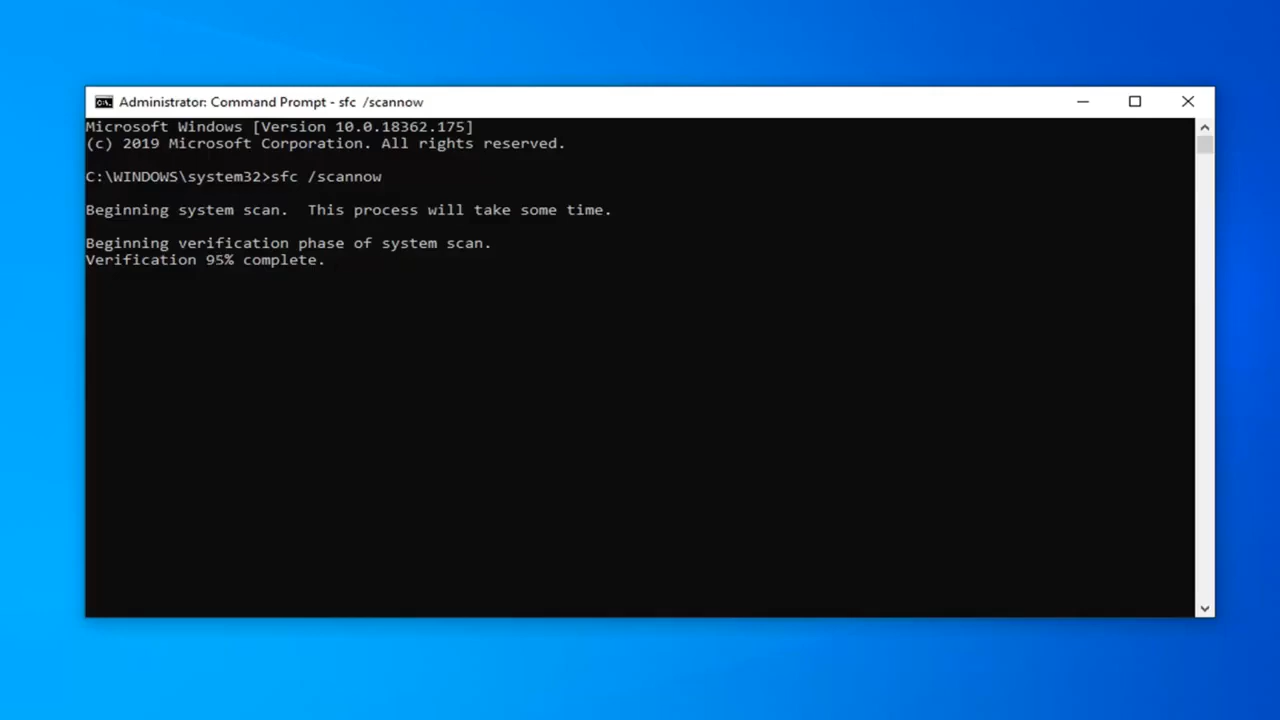 Administrator: Command Prompt - sfc  /scannow
Microsoft Windows [Version 10.0.18362.175]
(c) 2019 Microsoft Corporation. All rights reserved.
C:\WINDOWS\system32>sfc /scannow
Beginning system scan.  This process will take some time.
Beginning verification phase of system scan.
Verification 95% complete.